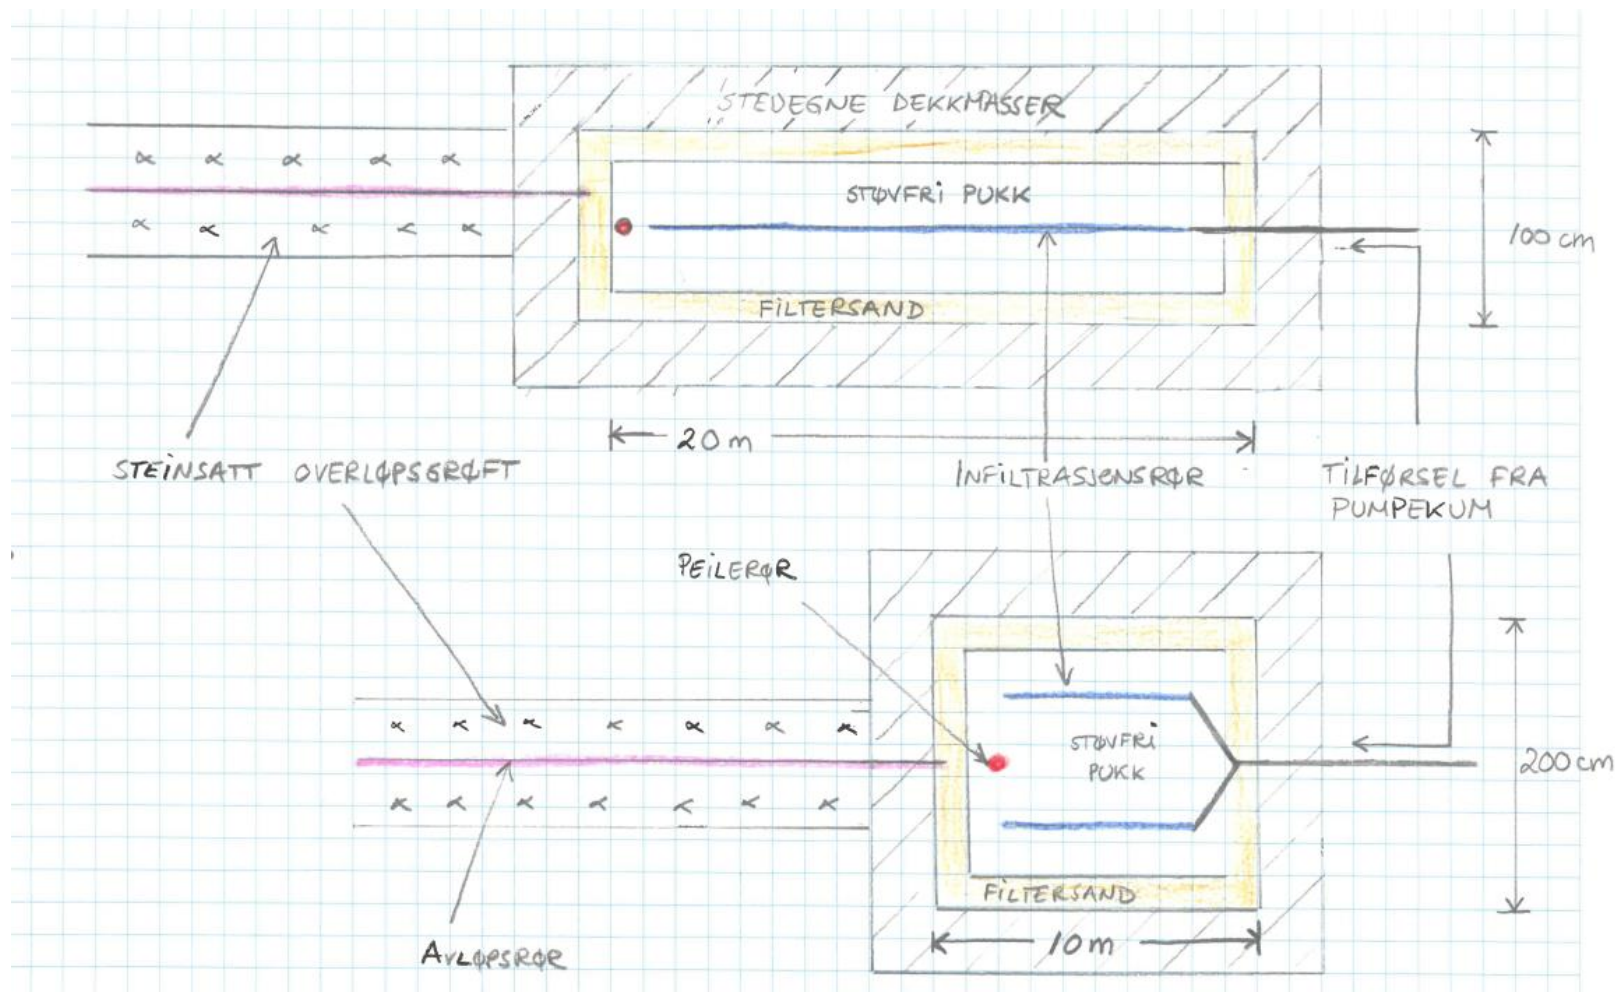 STEDEGNE DEKKMASSER
STØVFRI PUKK
FILTERSAND
100 cm
20 m
STEINSATT OVERLØPSGRØFT
INFILTRASJONSRØR
TILFØRSEL FRA
PUMPEKUM
PEILERØR
STØVFRI
PUKK
200 cm
FILTERSAND
10 m
AVLØPSRØR